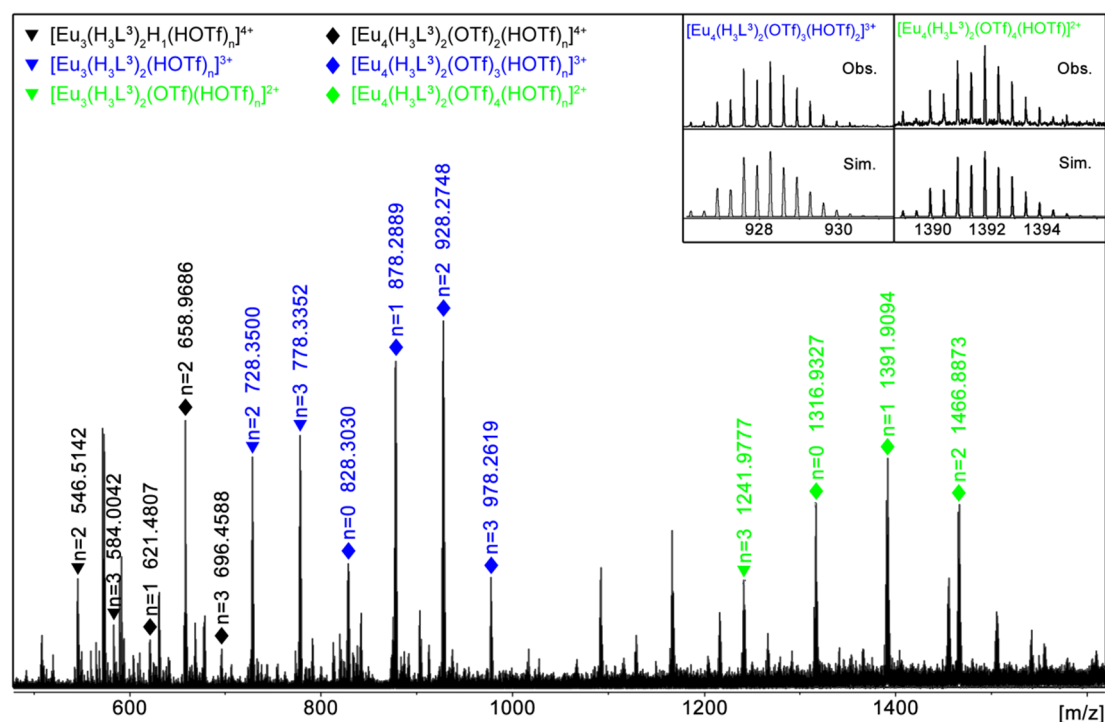 ▼ [Eu₃(H₃L³)₂H₁(HOTf)ₙ]⁴⁺
▼ [Eu₃(H₃L³)₂(HOTf)ₙ]³⁺
▼ [Eu₃(H₃L³)₂(OTf)(HOTf)ₙ]²⁺
◆ [Eu₄(H₃L³)₂(OTf)₂(HOTf)ₙ]⁴⁺
◆ [Eu₄(H₃L³)₂(OTf)₃(HOTf)ₙ]³⁺
◆ [Eu₄(H₃L³)₂(OTf)₄(HOTf)ₙ]²⁺
[Eu₄(H₃L³)₂(OTf)₃(HOTf)₂]³⁺
Obs.
Sim.
928 930
[Eu₄(H₃L³)₂(OTf)₄(HOTf)]²⁺
Obs.
Sim.
1390 1392 1394
n=2 546.5142
n=3 584.0042
n=1 621.4807
n=2 658.9686
n=3 696.4588
n=2 728.3500
n=3 778.3352
n=0 828.3030
n=1 878.2889
n=2 928.2748
n=3 978.2619
n=3 1241.9777
n=0 1316.9327
n=1 1391.9094
n=2 1466.8873
600 800 1000 1200 1400 [m/z]